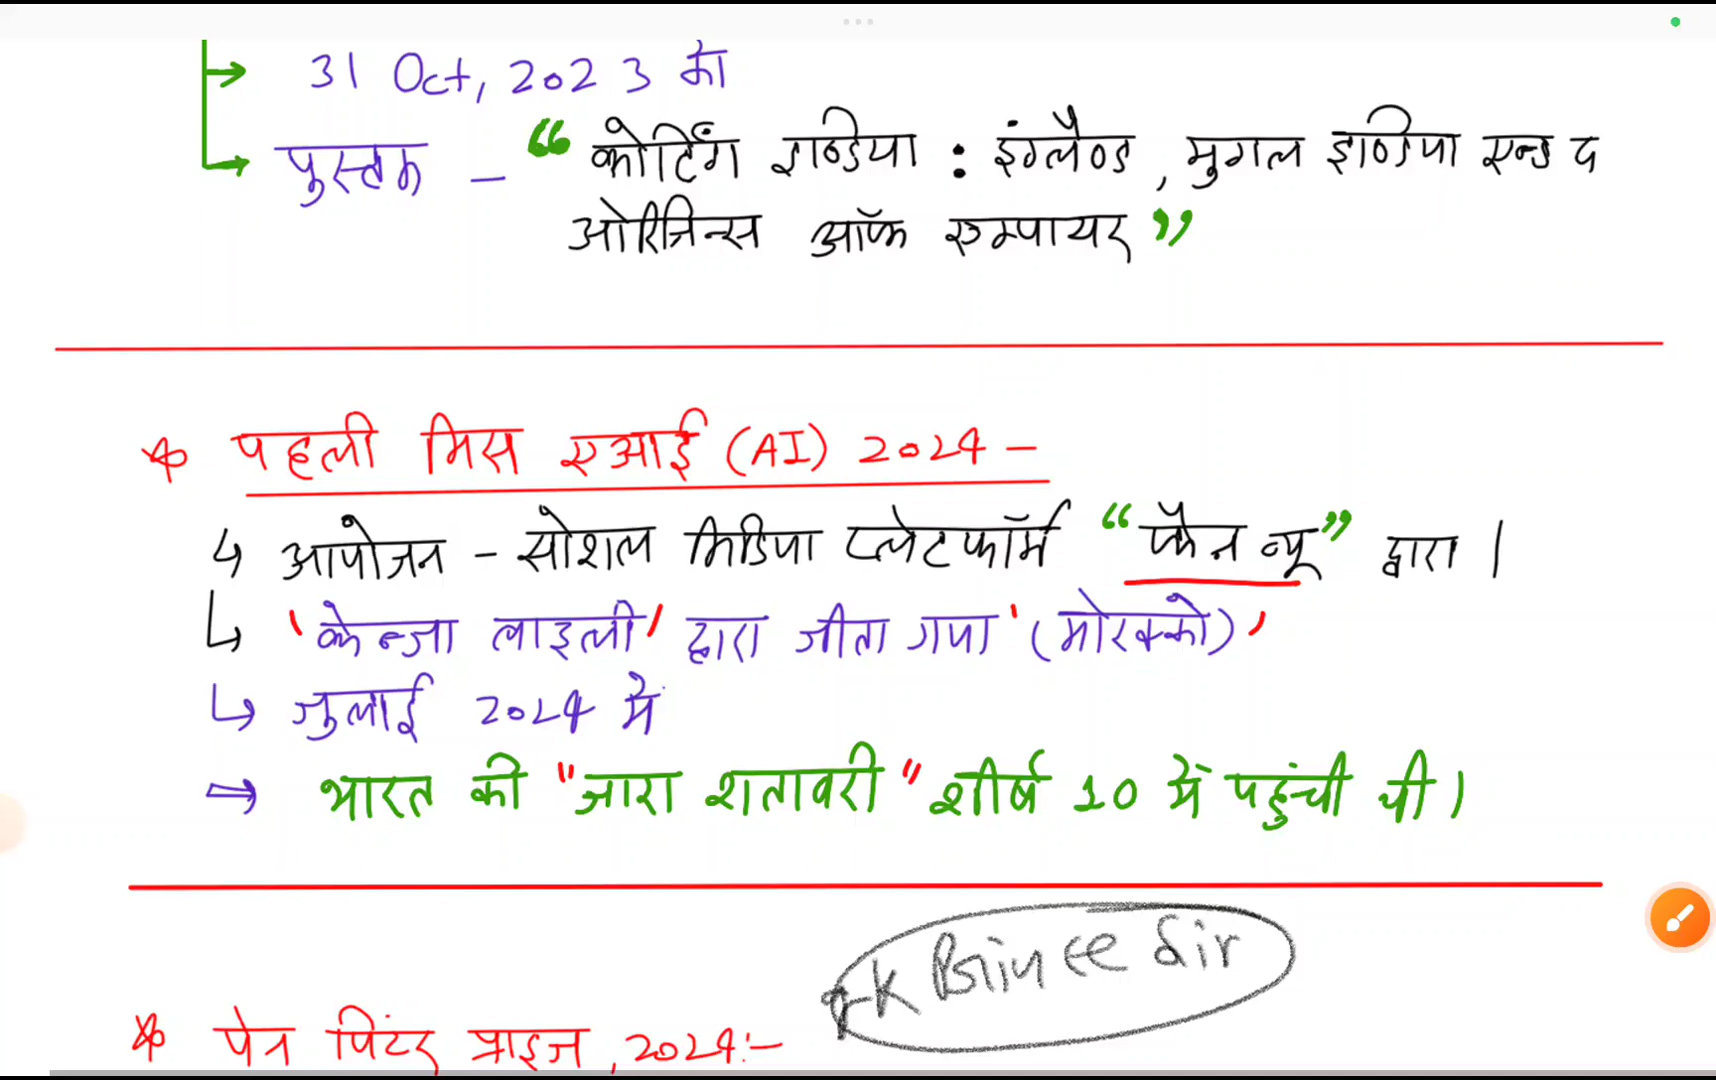 31 Oct, 2023 को
पुस्तक - “कोर्टिंग इण्डिया : इंग्लैण्ड, मुगल इण्डिया एन्ड द
ओरिजिन्स ऑफ एम्पायर”
* पहली मिस एआई (AI) 2024 -
↳ आयोजन - सोशल मिडिया प्लेटफॉर्म “फैन व्यू” द्वारा ।
↳ 'केन्जा लाइली' द्वारा जीता गया '(मोरक्को)'
↳ जुलाई 2024 में
⇒ भारत की "जारा शतावरी" शीर्ष 10 में पहुंची थी ।
Prince Sir
* पेन पिंटर प्राइज, 2024:-